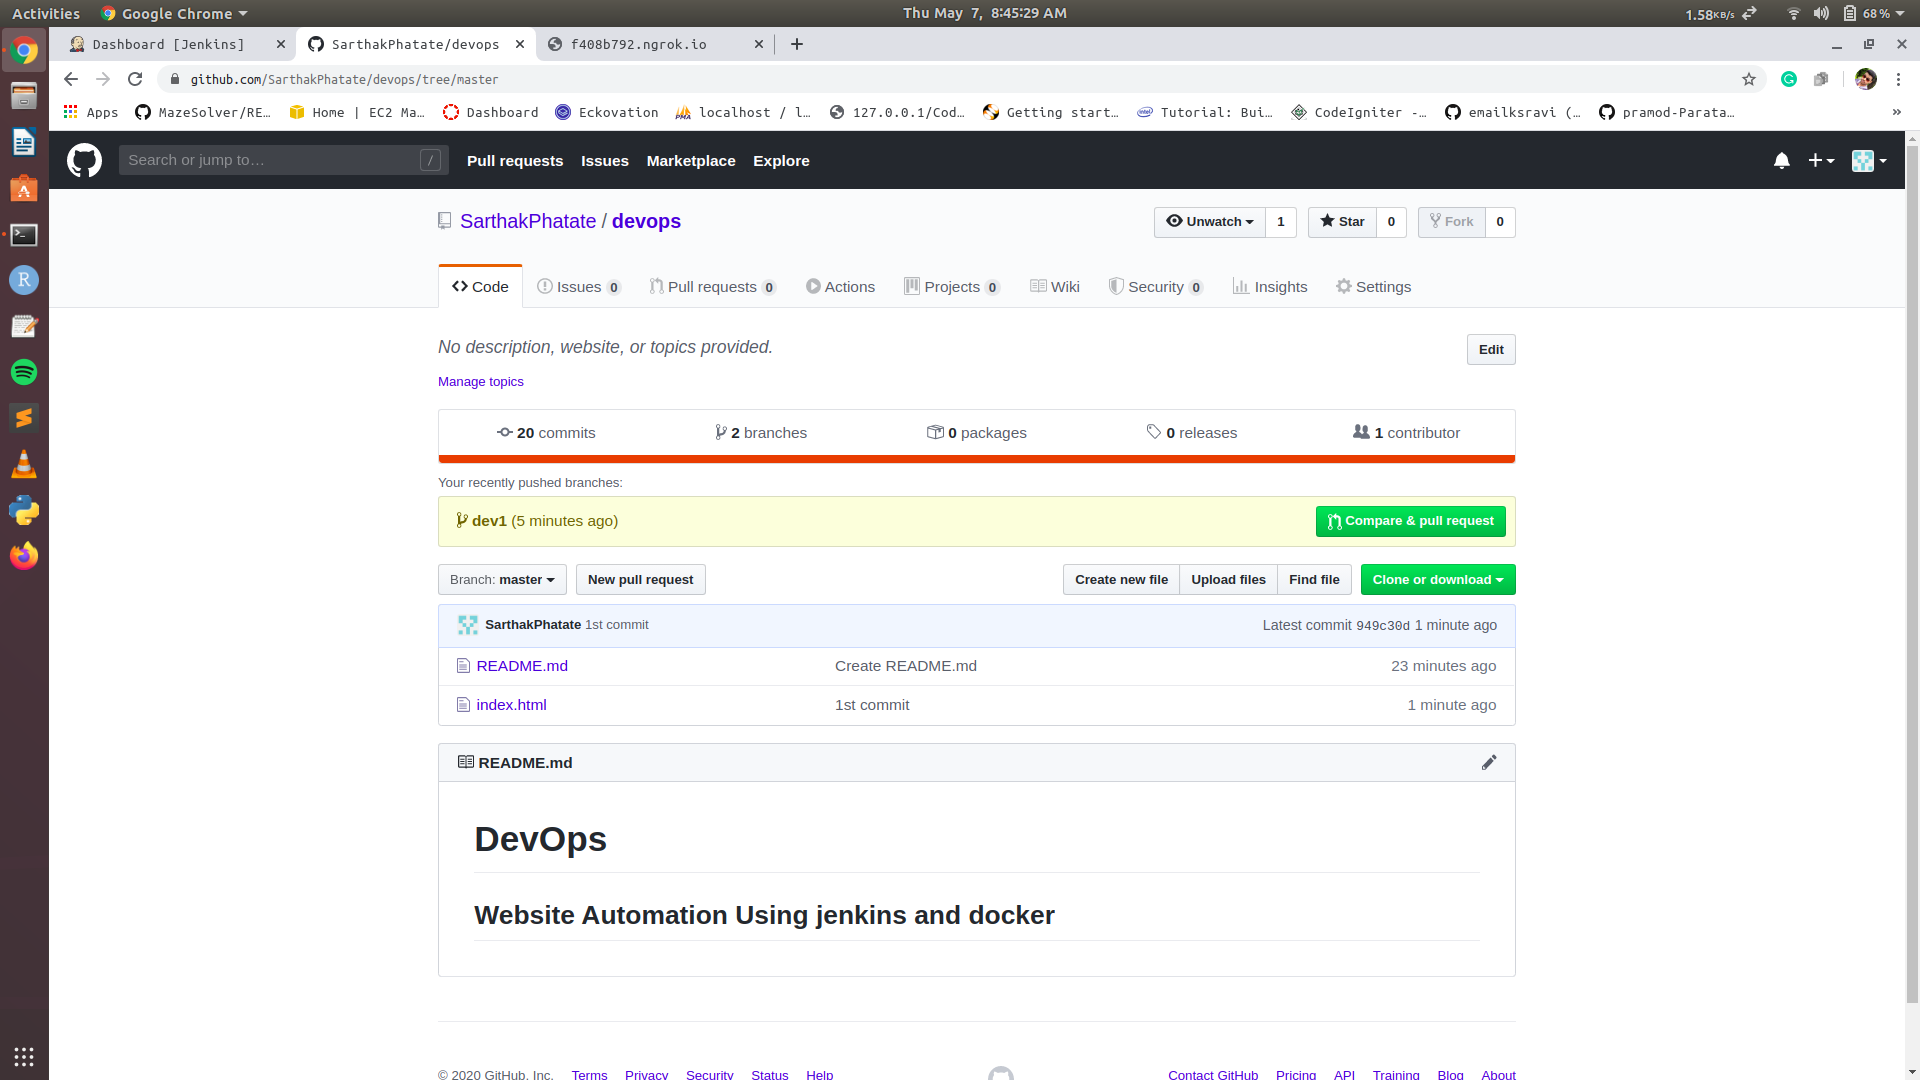 Activities Google Chrome Thu May 7, 8:45:29 AM 1.58KB/s 68%
Dashboard [Jenkins] SarthakPhatate/devops f408b792.ngrok.io
github.com/SarthakPhatate/devops/tree/master
Apps MazeSolver/RE… Home | EC2 Ma… Dashboard Eckovation localhost / l… 127.0.0.1/Cod… Getting start… Tutorial: Bui… CodeIgniter -… emailksravi (… pramod-Parata… »
Search or jump to… / Pull requests Issues Marketplace Explore
SarthakPhatate / devops Unwatch 1 Star 0 Fork 0
Code Issues 0 Pull requests 0 Actions Projects 0 Wiki Security 0 Insights Settings
No description, website, or topics provided. Edit
Manage topics
20 commits 2 branches 0 packages 0 releases 1 contributor
Your recently pushed branches:
dev1 (5 minutes ago) Compare & pull request
Branch: master New pull request Create new file Upload files Find file Clone or download
SarthakPhatate 1st commit Latest commit 949c30d 1 minute ago
README.md Create README.md 23 minutes ago
index.html 1st commit 1 minute ago
README.md
DevOps
Website Automation Using jenkins and docker
© 2020 GitHub, Inc. Terms Privacy Security Status Help Contact GitHub Pricing API Training Blog About